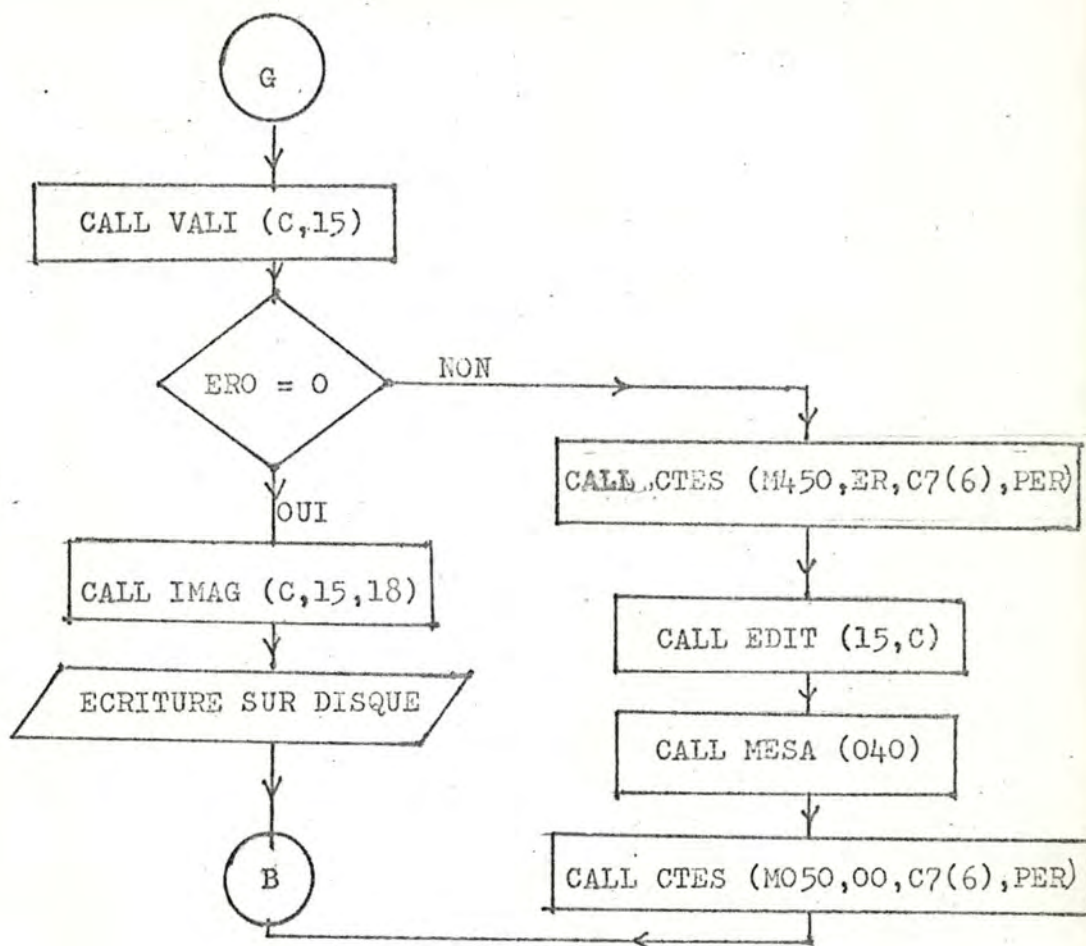 G
CALL VALI (C,15)
ERO = 0
NON
OUI
CALL CTES (M450,ER,C7(6),PER)
CALL IMAG (C,15,18)
CALL EDIT (15,C)
ECRITURE SUR DISQUE
CALL MESA (040)
B
CALL CTES (M050,00,C7(6),PER)